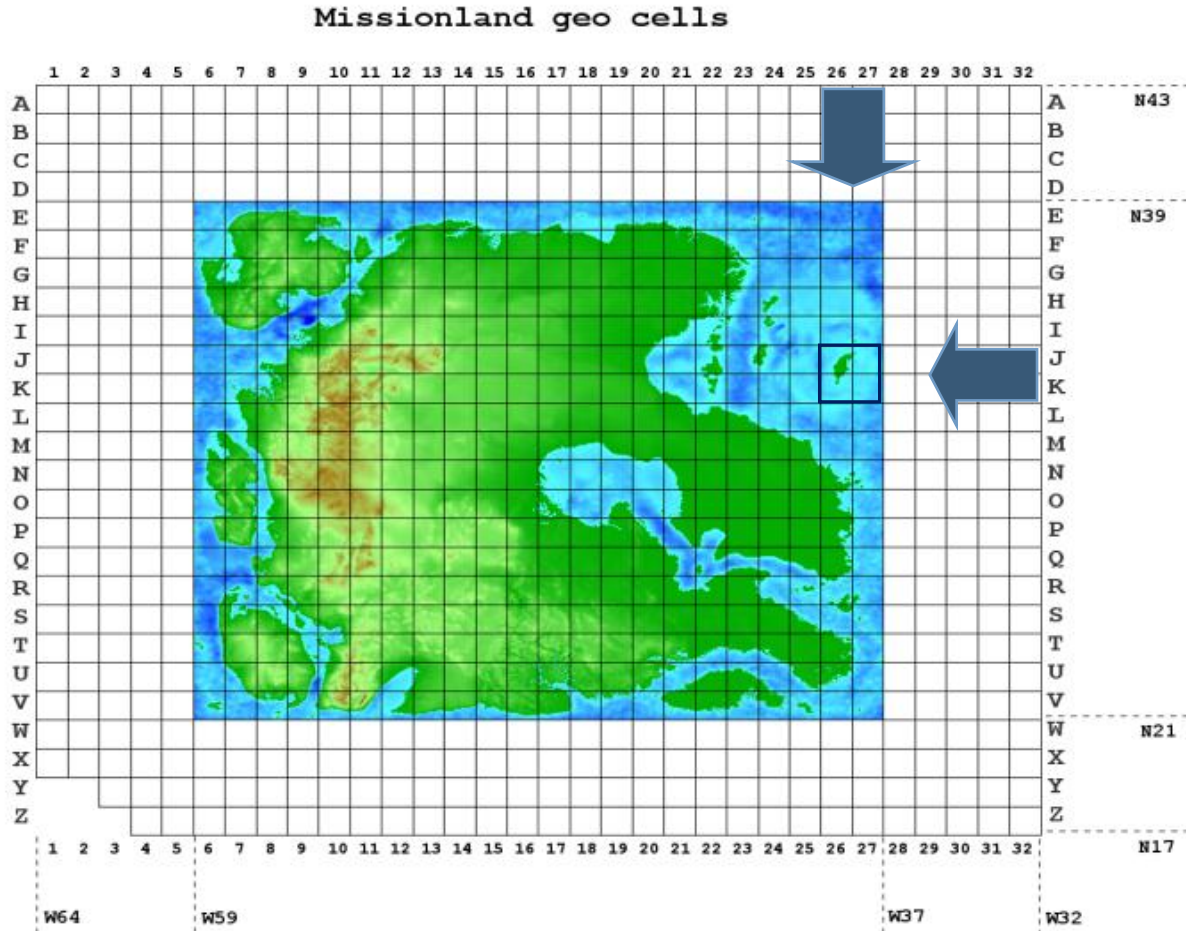 Missionland geo cells
1 2 3 4 5 6 7 8 9 10 11 12 13 14 15 16 17 18 19 20 21 22 23 24 25 26 27 28 29 30 31 32
A A N43
B B
C C
D D
E E N39
F F
G G
H H
I I
J J
K K
L L
M M
N N
O O
P P
Q Q
R R
S S
T T
U U
V V
W W N21
X X
Y Y
Z Z
1 2 3 4 5 6 7 8 9 10 11 12 13 14 15 16 17 18 19 20 21 22 23 24 25 26 27 28 29 30 31 32 N17
W64 W59 W37 W32